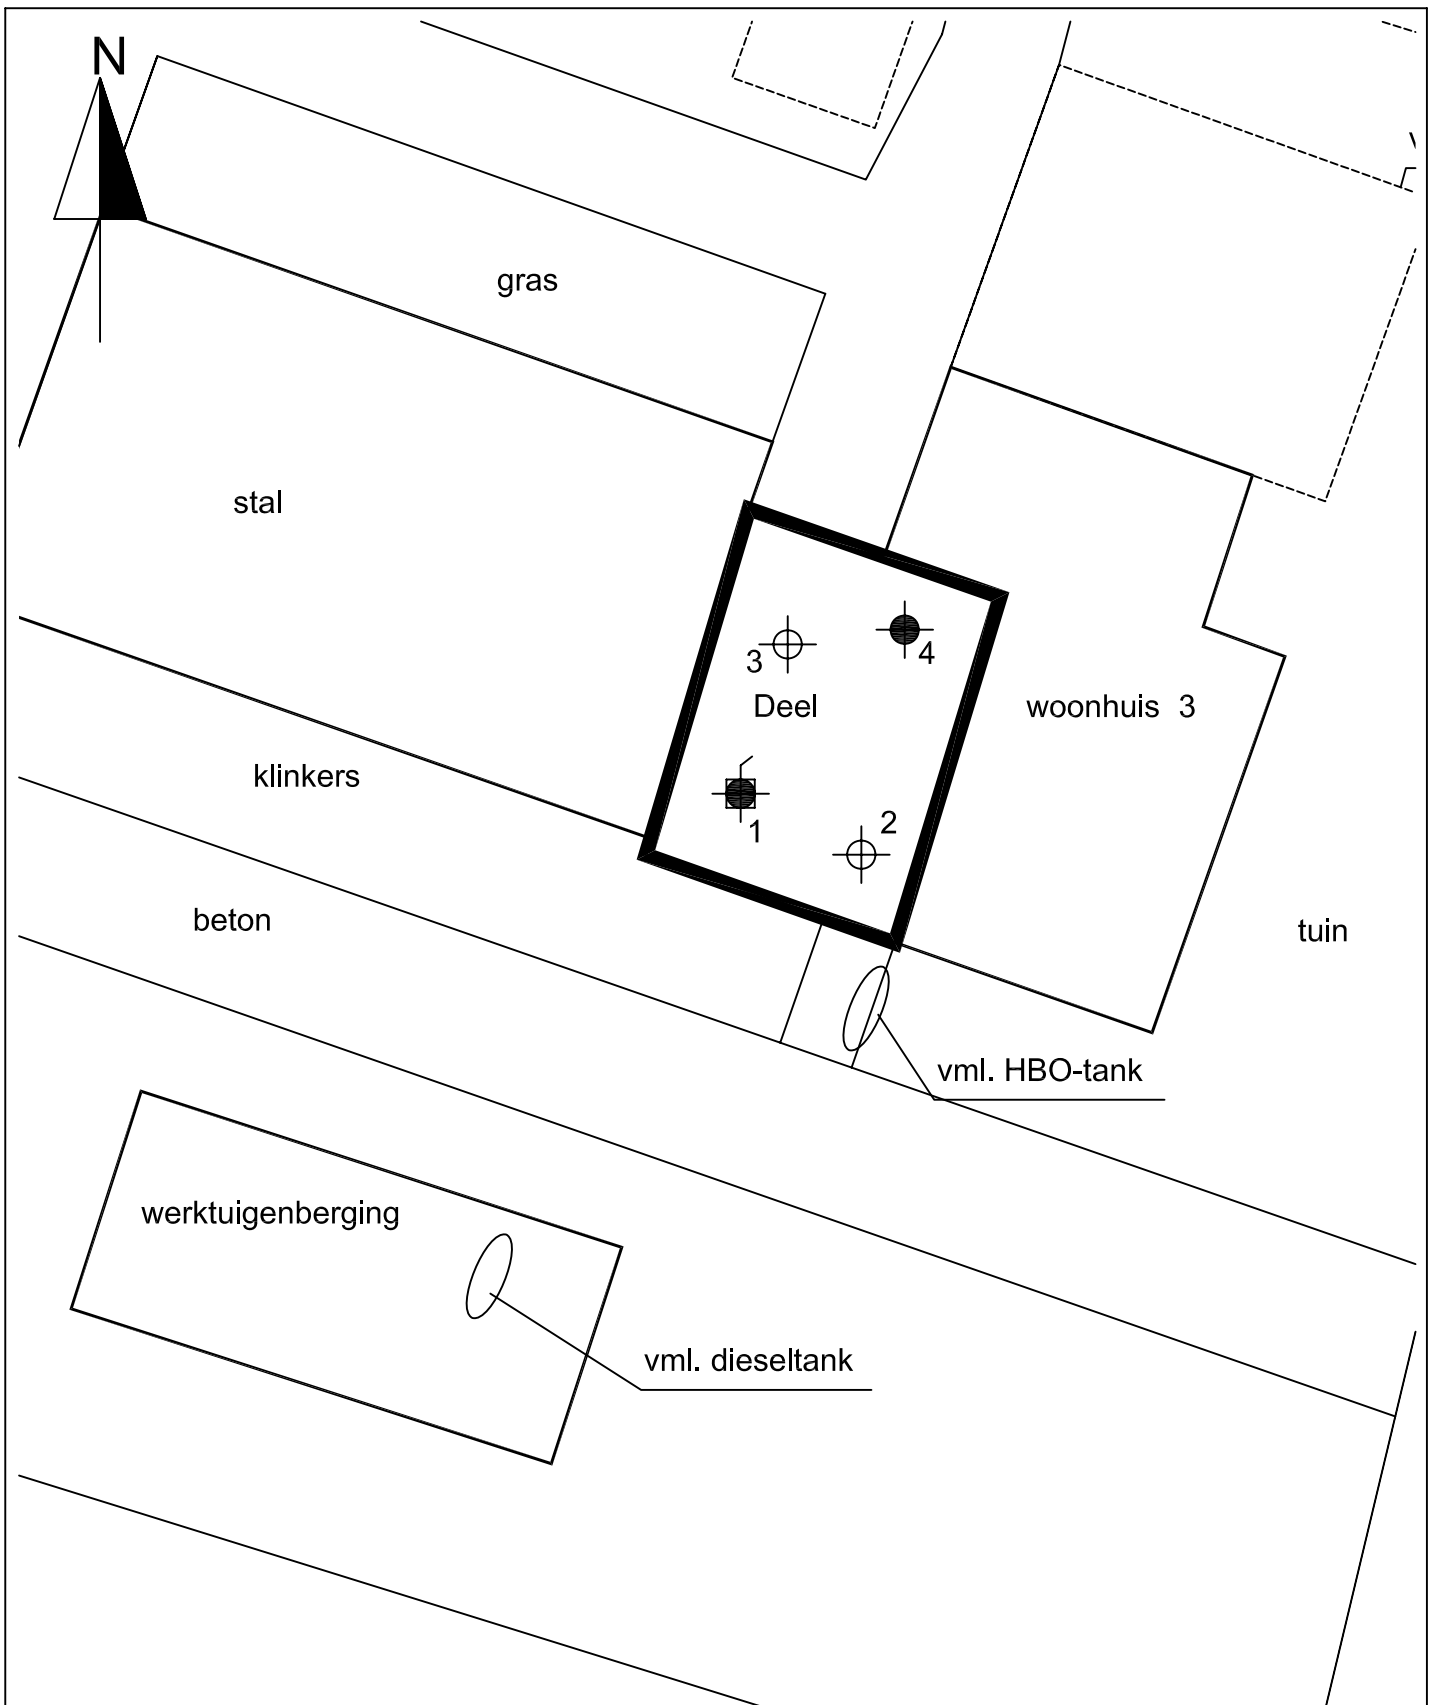 N
gras
stal
3
4
Deel
woonhuis 3
klinkers
1
2
beton
tuin
vml. HBO-tank
werktuigenberging
vml. dieseltank